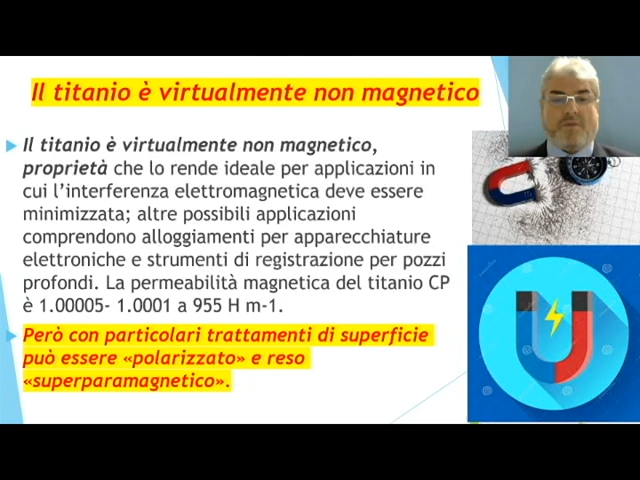 Il titanio è virtualmente non magnetico
Il titanio è virtualmente non magnetico,
proprietà che lo rende ideale per applicazioni in
cui l’interferenza elettromagnetica deve essere
minimizzata; altre possibili applicazioni
comprendono alloggiamenti per apparecchiature
elettroniche e strumenti di registrazione per pozzi
profondi. La permeabilità magnetica del titanio CP
è 1.00005- 1.0001 a 955 H m-1.
Però con particolari trattamenti di superficie
può essere «polarizzato» e reso
«superparamagnetico».